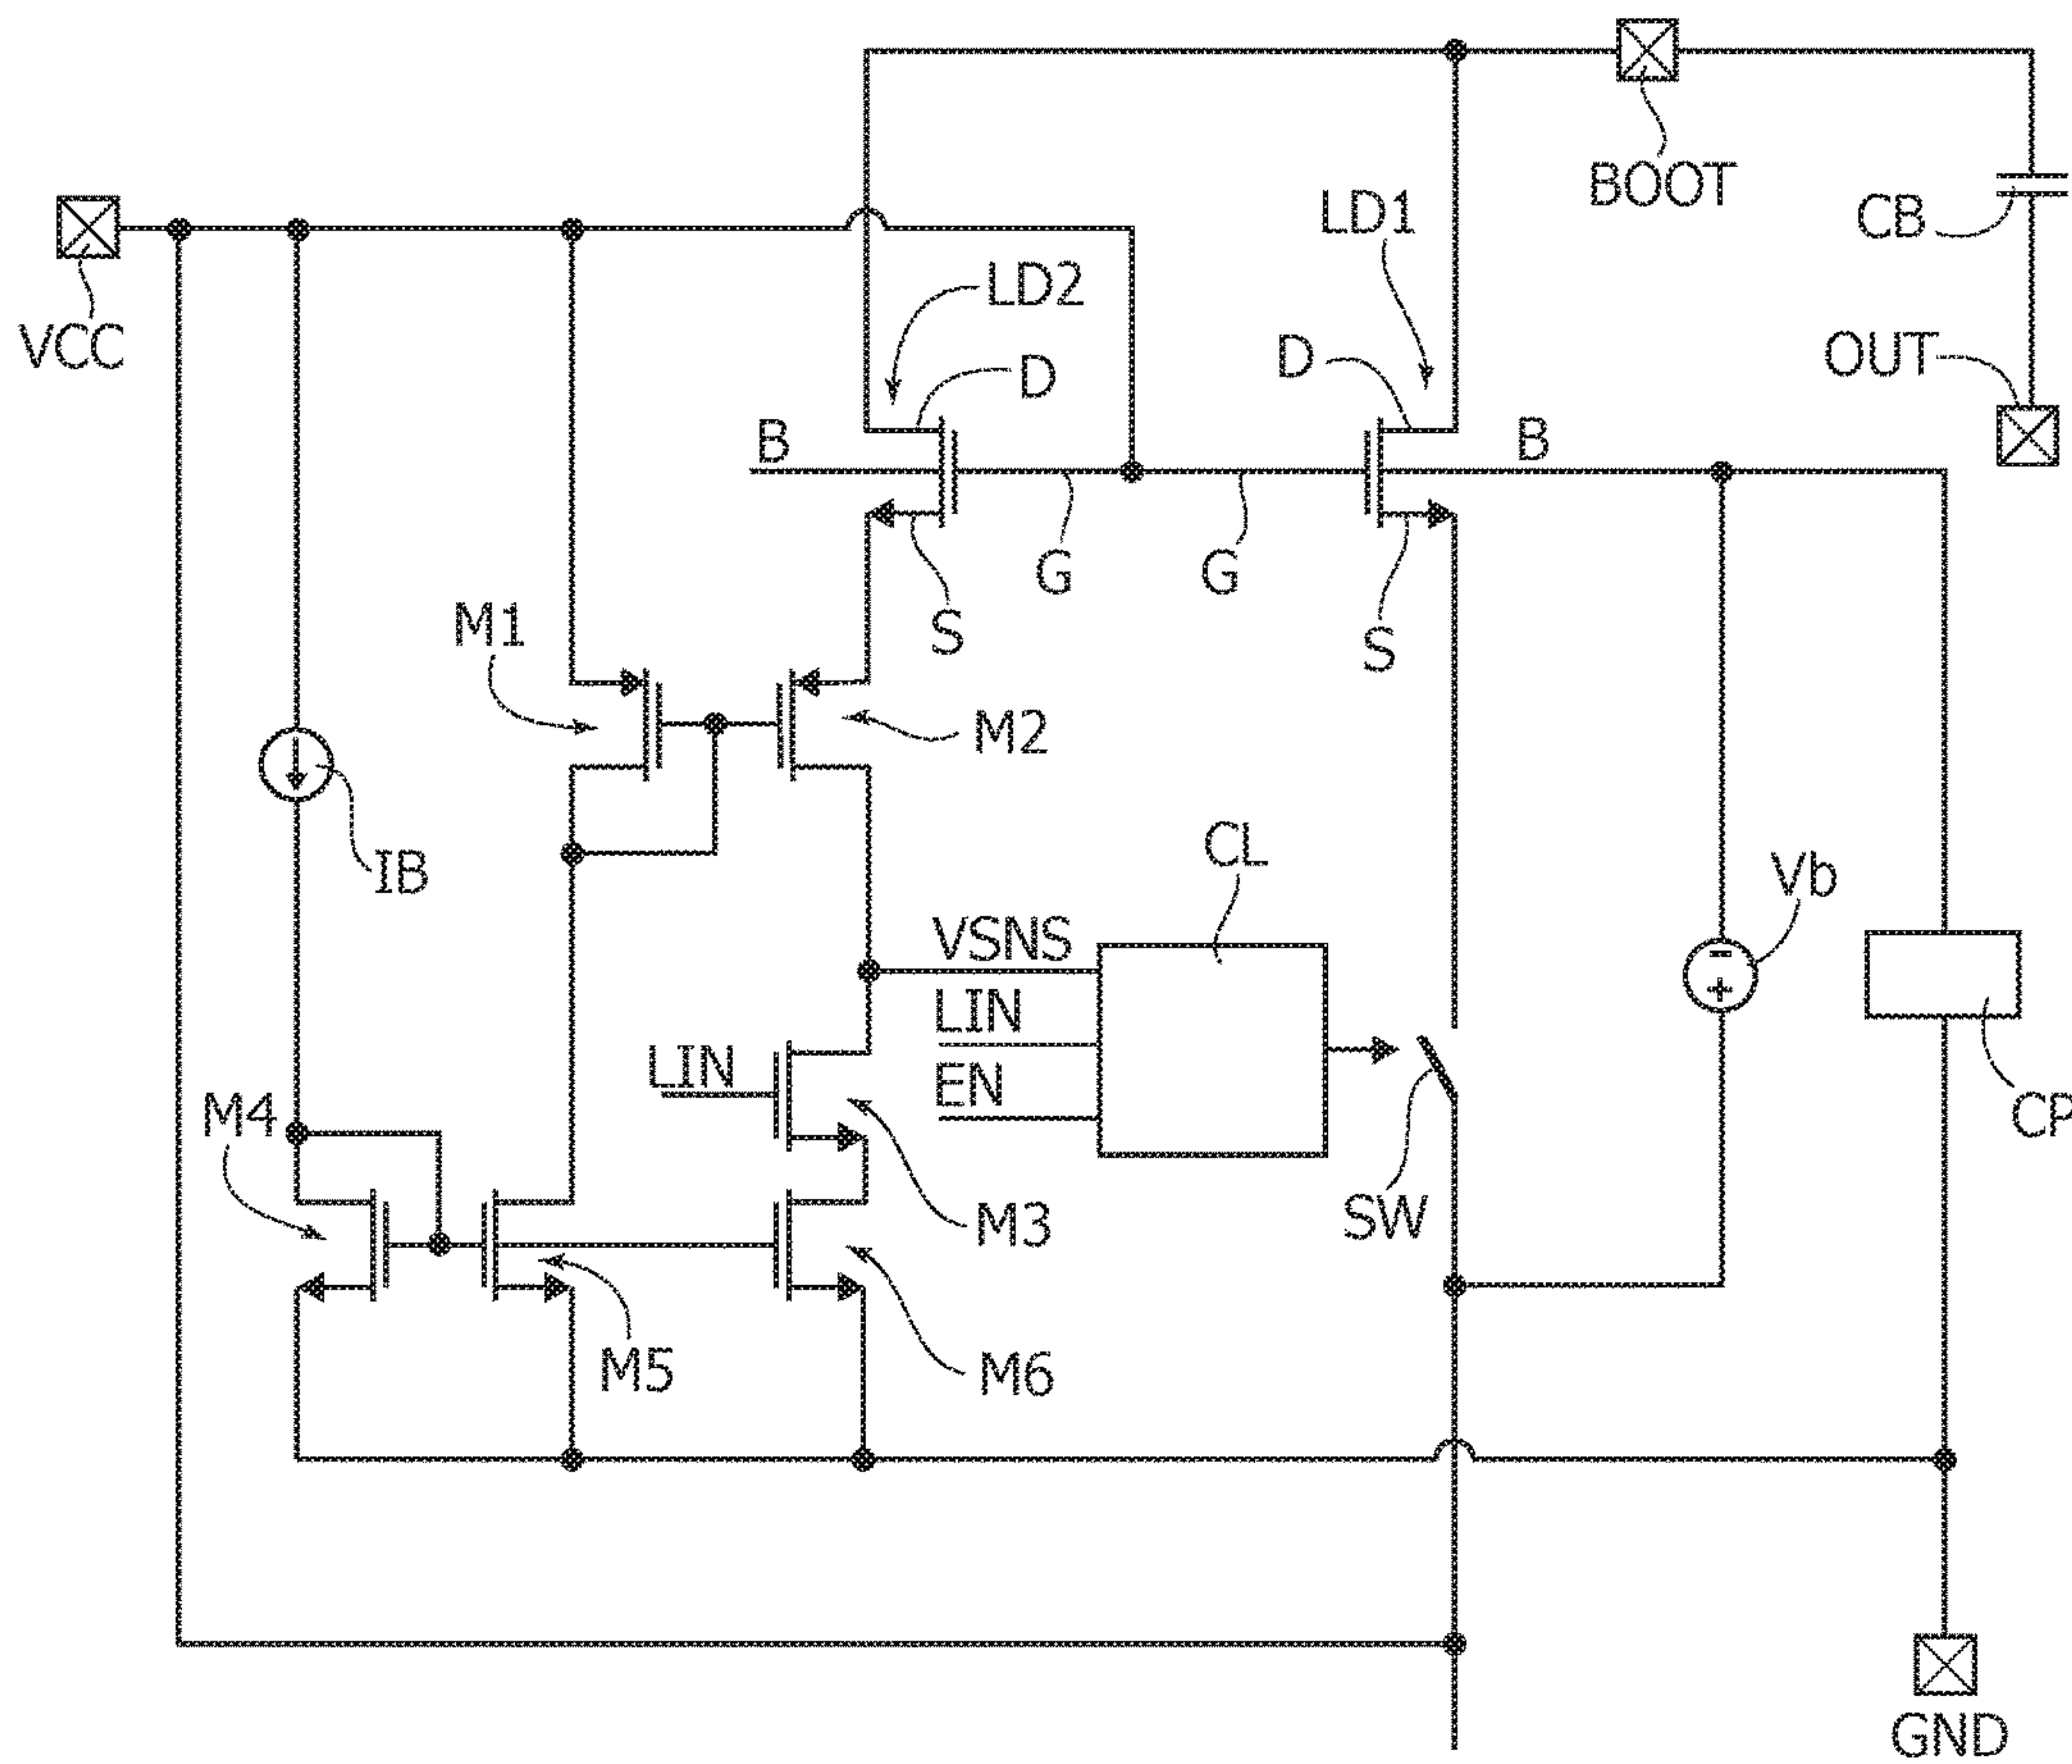 BOOT
CB
LD1
VCC
LD2
D
D
OUT
B
B
G
G
S
S
M1
M2
IB
CL
Vb
VSNS
LIN
EN
LIN
CP
M4
M3
SW
M5
M6
GND